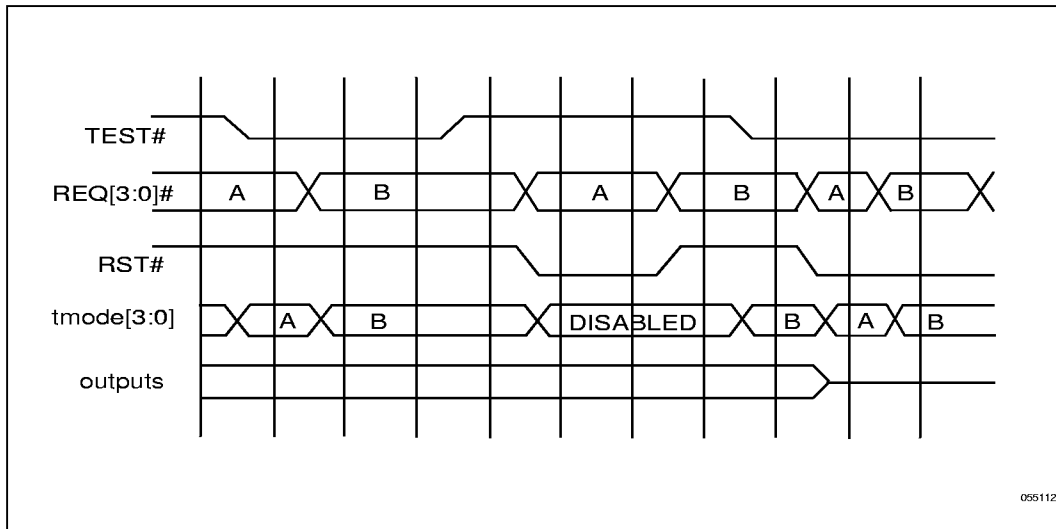 TEST#
REQ[3:0]# A B A B A B
RST#
tmode[3:0] A B DISABLED B A B
outputs
055112